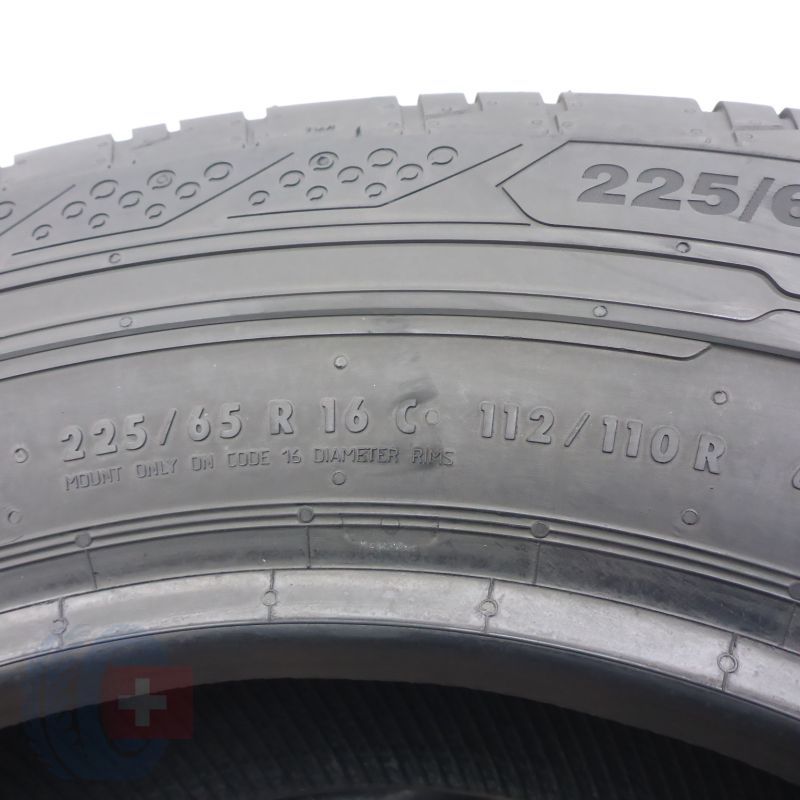 225/6
225/65 R 16 C 112/110 R
MOUNT ONLY ON CODE 16 DIAMETER RIMS